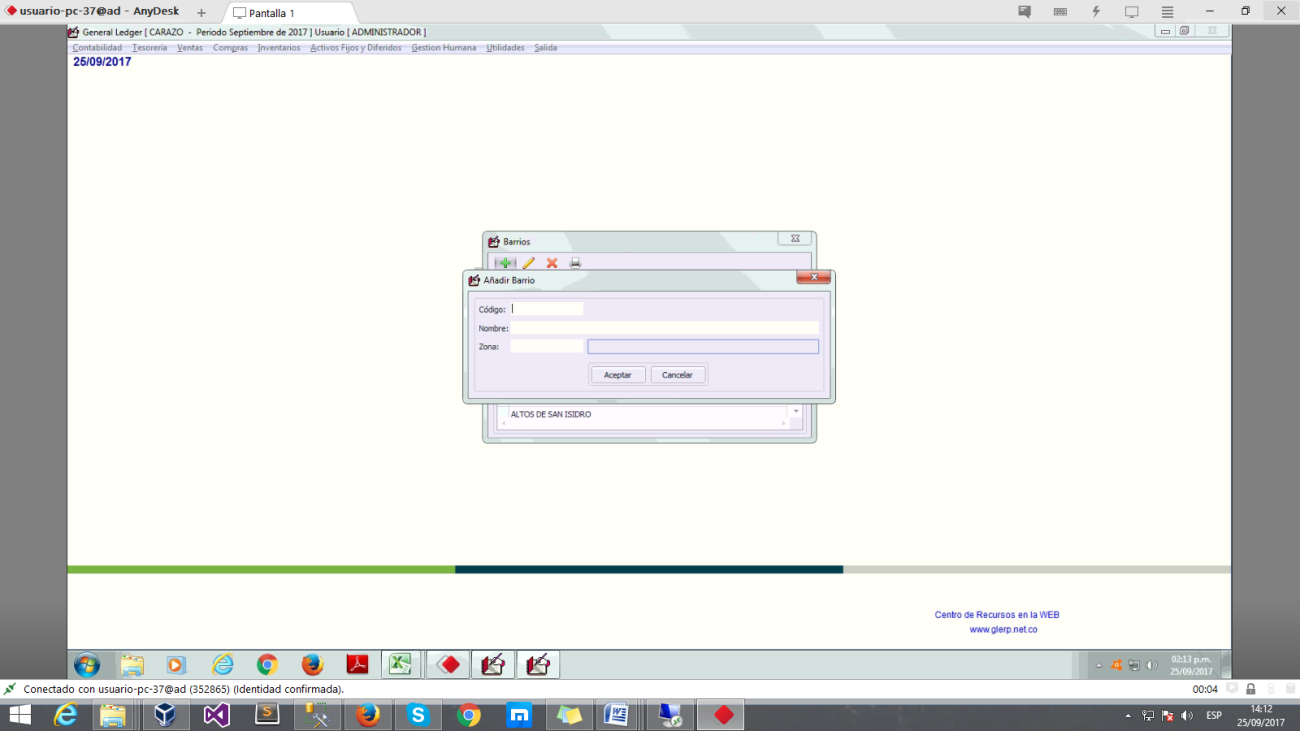 usuario-pc-37@ad - AnyDesk
Pantalla 1
General Ledger [ CARAZO - Periodo Septiembre de 2017 ] Usuario [ ADMINISTRADOR ]
Contabilidad Tesorería Ventas Compras Inventarios Activos Fijos y Diferidos Gestion Humana Utilidades Salida
25/09/2017
Barrios
Añadir Barrio
Código:
Nombre:
Zona:
Aceptar Cancelar
ALTOS DE SAN ISIDRO
Centro de Recursos en la WEB
www.glerp.net.co
02:13 p.m.
25/09/2017
Conectado con usuario-pc-37@ad (352865) (Identidad confirmada).
00:04
ESP
14:12
25/09/2017